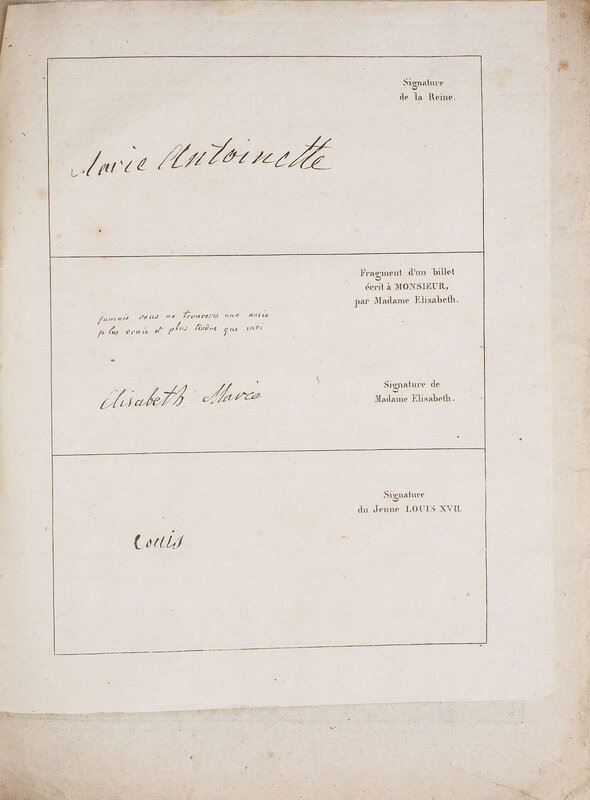 Signature
de la Reine.
Marie Antoinette
Fragment d'un billet
écrit à MONSIEUR,
par Madame Elisabeth.
jamais vous ne trouveres une amie
plus vraie et plus tendre que moi
Elisabeth Marie
Signature de
Madame Elisabeth.
Signature
du Jeune LOUIS XVII.
Louis